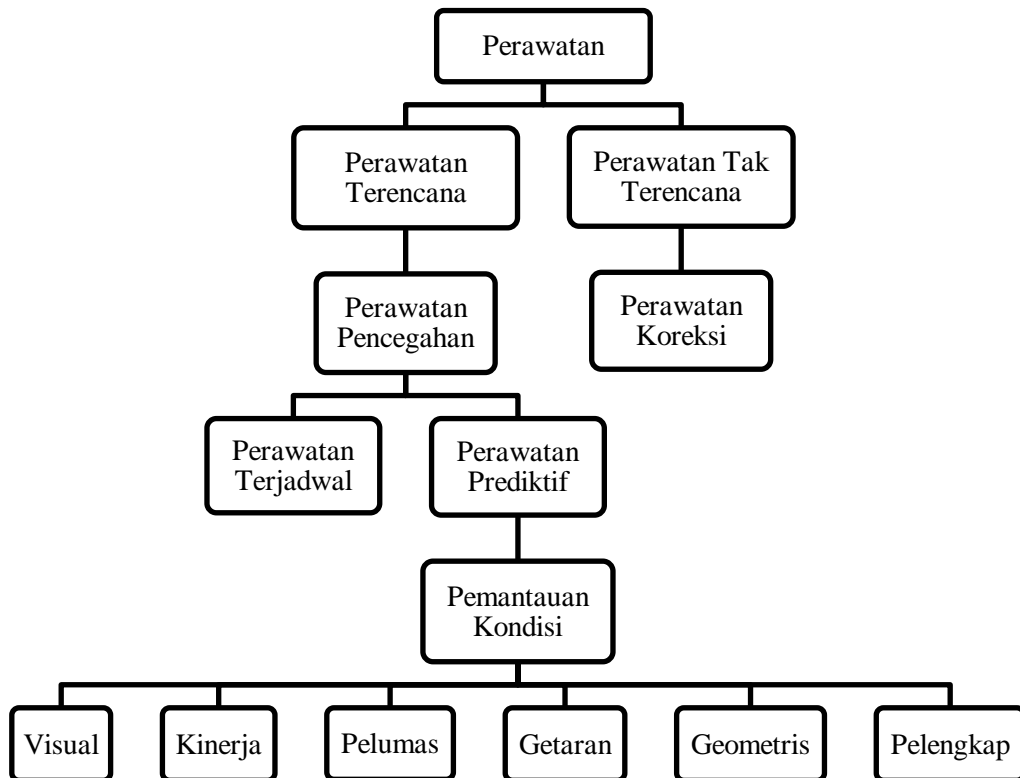 Perawatan
Perawatan
Terencana
Perawatan Tak
Terencana
Perawatan
Pencegahan
Perawatan
Koreksi
Perawatan
Terjadwal
Perawatan
Prediktif
Pemantauan
Kondisi
Visual
Kinerja
Pelumas
Getaran
Geometris
Pelengkap